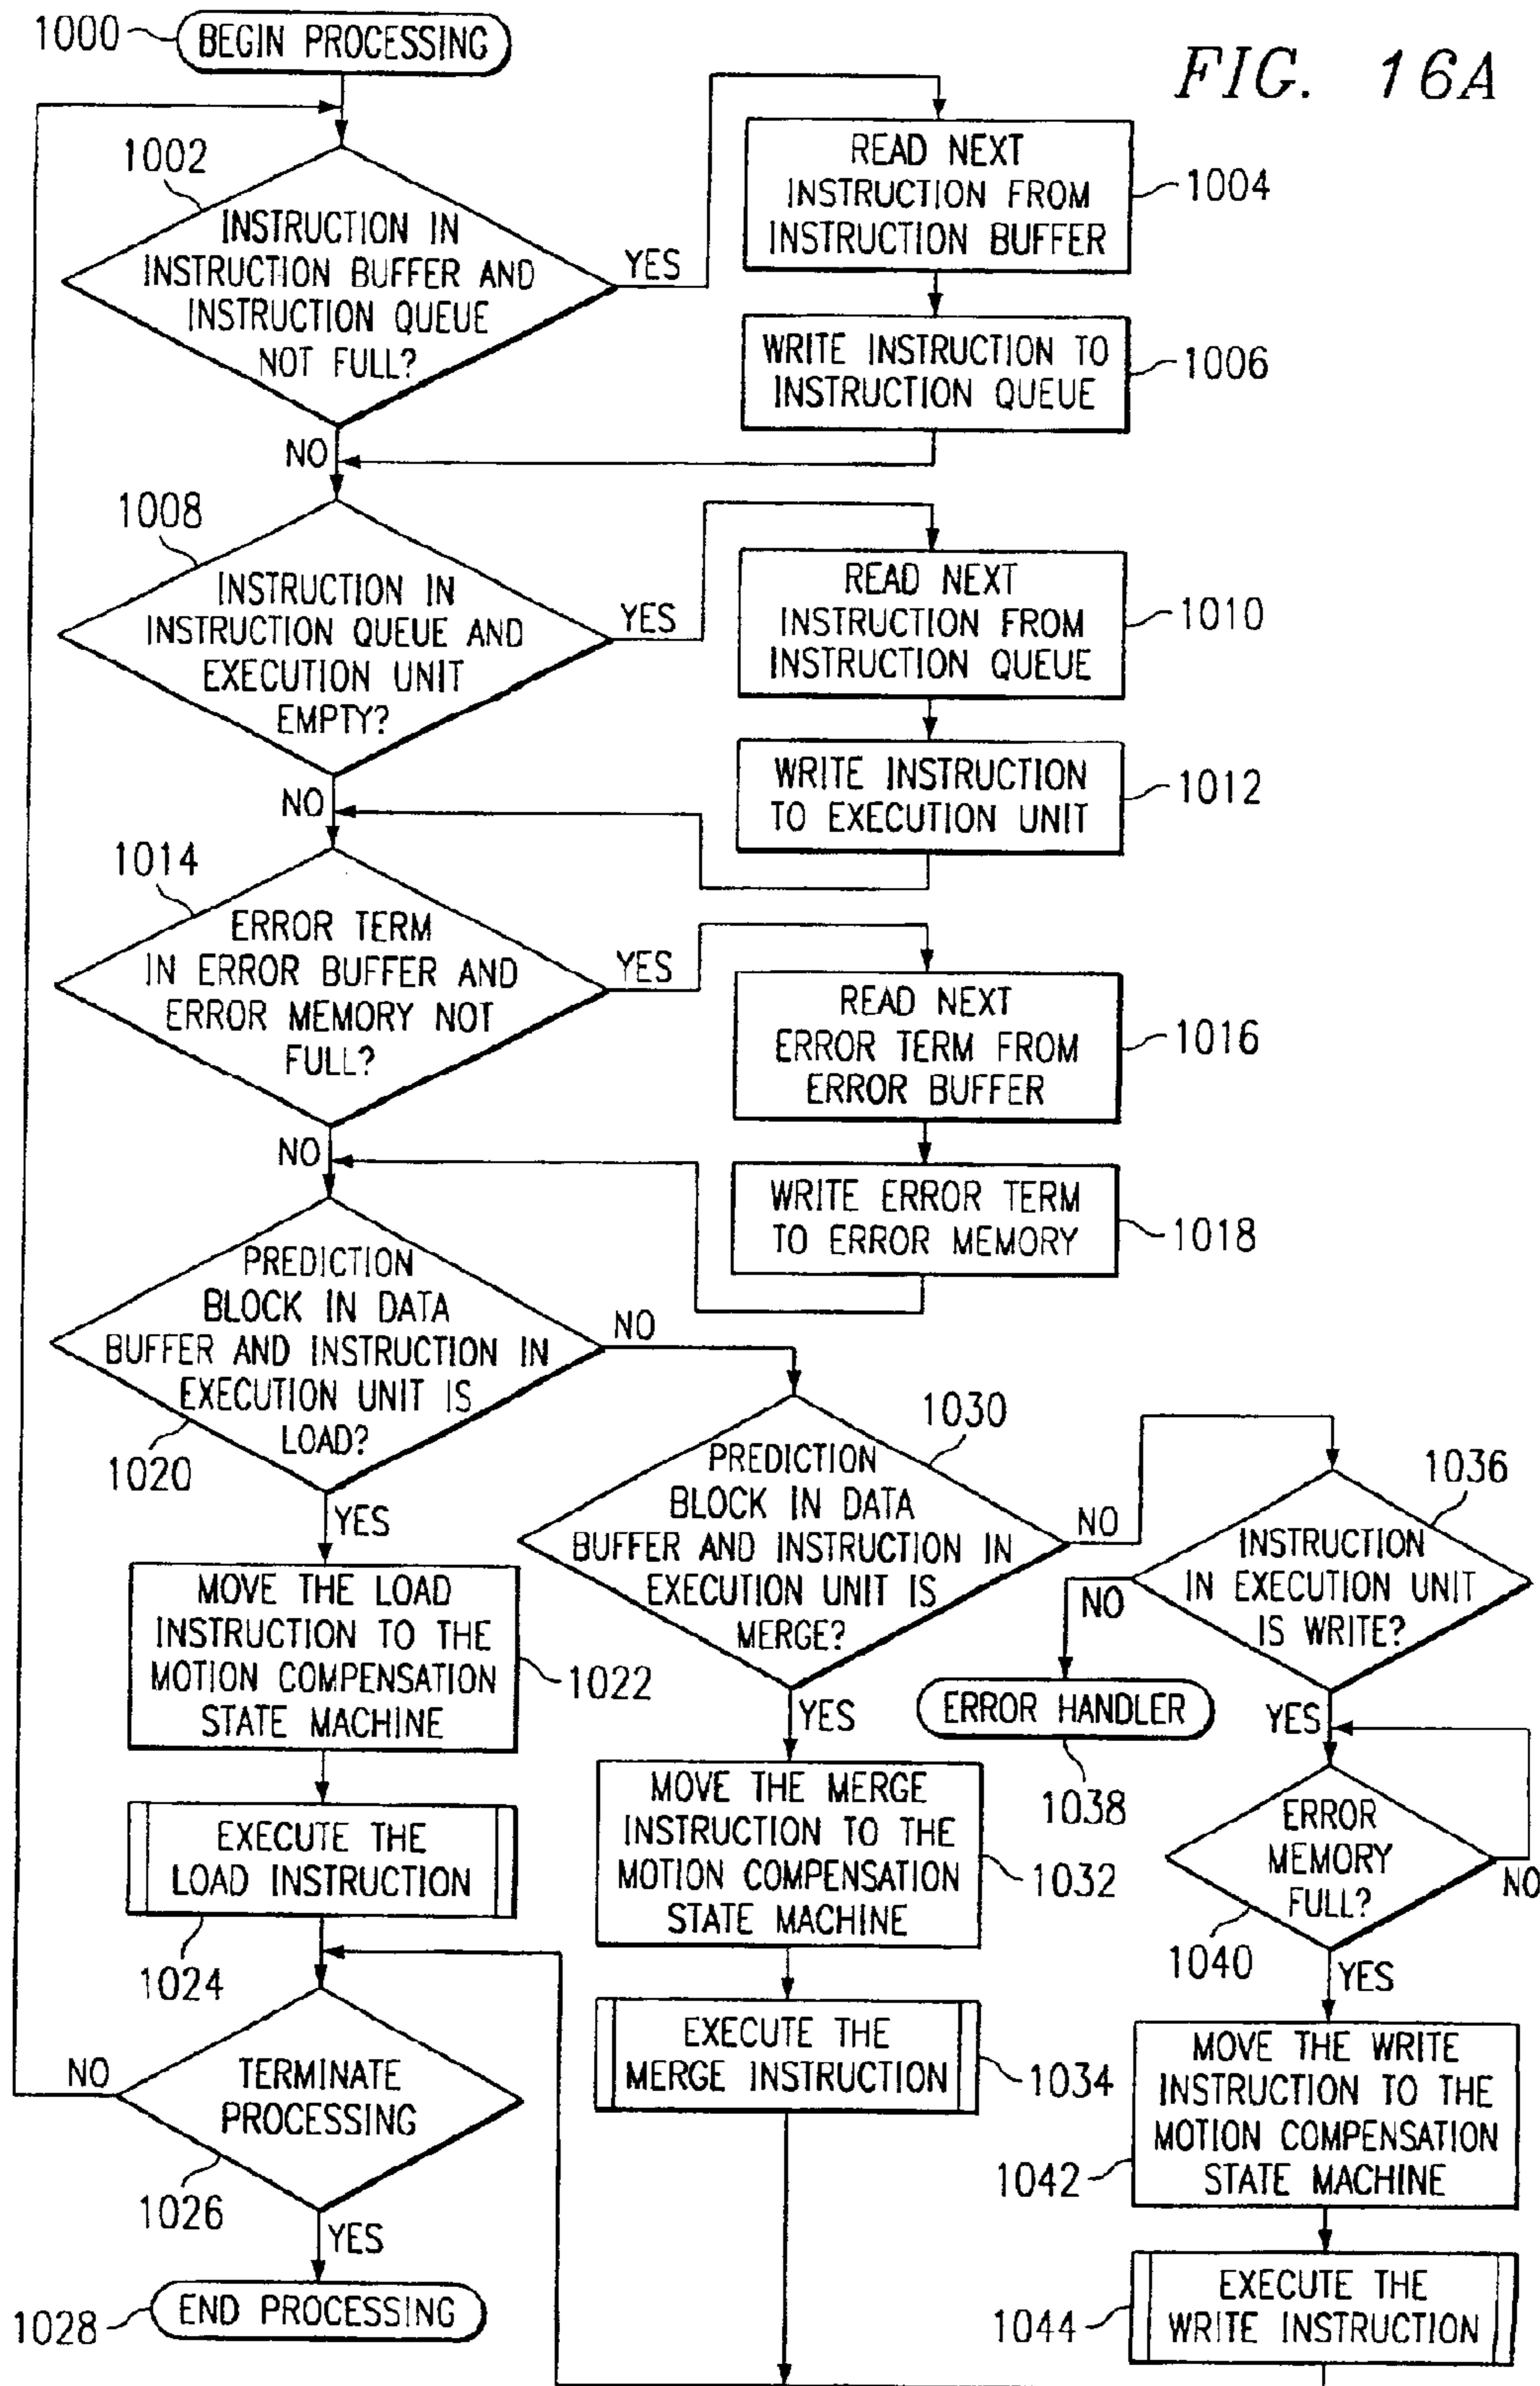 FIG. 16A
1000
BEGIN PROCESSING
1002
INSTRUCTION IN
INSTRUCTION BUFFER AND
INSTRUCTION QUEUE
NOT FULL?
YES
READ NEXT
INSTRUCTION FROM
INSTRUCTION BUFFER
1004
WRITE INSTRUCTION TO
INSTRUCTION QUEUE
1006
NO
1008
INSTRUCTION IN
INSTRUCTION QUEUE AND
EXECUTION UNIT
EMPTY?
YES
READ NEXT
INSTRUCTION FROM
INSTRUCTION QUEUE
1010
WRITE INSTRUCTION
TO EXECUTION UNIT
1012
NO
1014
ERROR TERM
IN ERROR BUFFER AND
ERROR MEMORY NOT
FULL?
YES
READ NEXT
ERROR TERM FROM
ERROR BUFFER
1016
WRITE ERROR TERM
TO ERROR MEMORY
1018
NO
PREDICTION
BLOCK IN DATA
BUFFER AND INSTRUCTION IN
EXECUTION UNIT IS
LOAD?
1020
NO
YES
MOVE THE LOAD
INSTRUCTION TO THE
MOTION COMPENSATION
STATE MACHINE
1022
EXECUTE THE
LOAD INSTRUCTION
1024
TERMINATE
PROCESSING
NO
1026
YES
END PROCESSING
1028
1030
PREDICTION
BLOCK IN DATA
BUFFER AND INSTRUCTION IN
EXECUTION UNIT IS
MERGE?
NO
YES
MOVE THE MERGE
INSTRUCTION TO THE
MOTION COMPENSATION
STATE MACHINE
1032
EXECUTE THE
MERGE INSTRUCTION
1034
1036
INSTRUCTION
IN EXECUTION UNIT
IS WRITE?
NO
ERROR HANDLER
1038
YES
ERROR
MEMORY
FULL?
NO
1040
YES
MOVE THE WRITE
INSTRUCTION TO THE
MOTION COMPENSATION
STATE MACHINE
1042
EXECUTE THE
WRITE INSTRUCTION
1044